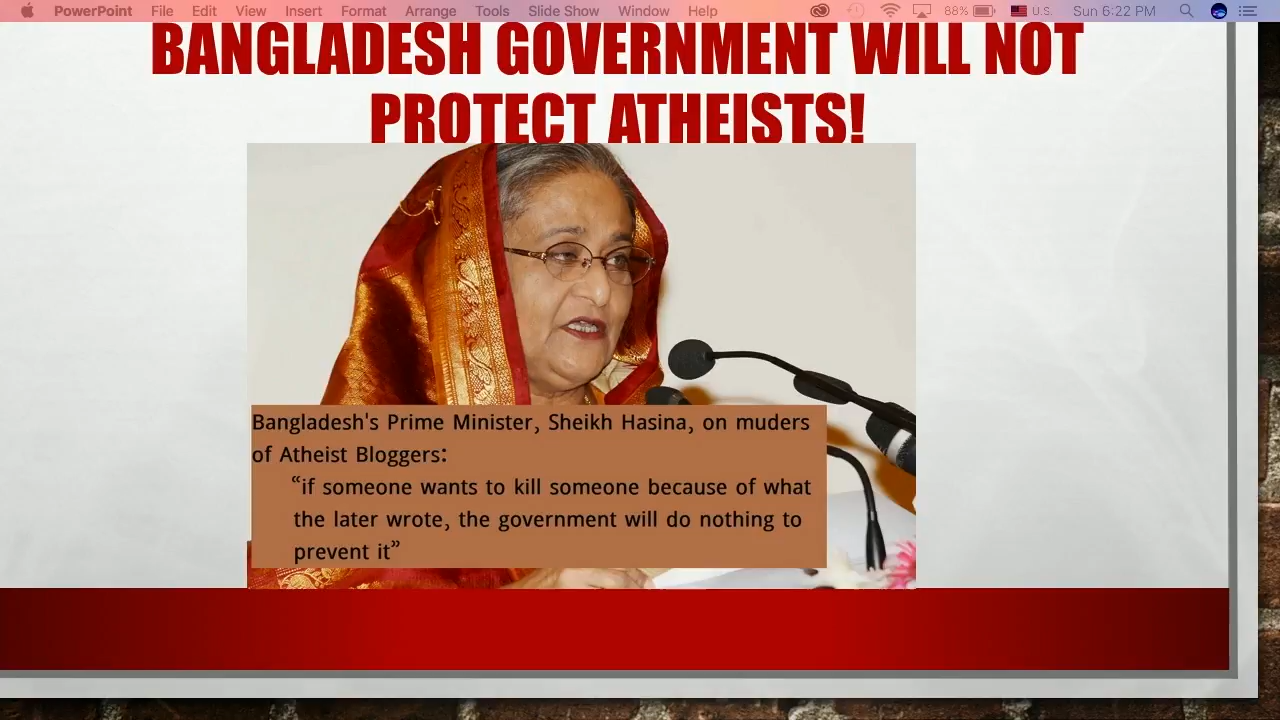 PowerPoint File Edit View Insert Format Arrange Tools Slide Show Window Help 88% U.S. Sun 6:22 PM
BANGLADESH GOVERNMENT WILL NOT
PROTECT ATHEISTS!
Bangladesh's Prime Minister, Sheikh Hasina, on muders
of Atheist Bloggers:
“if someone wants to kill someone because of what
the later wrote, the government will do nothing to
prevent it”